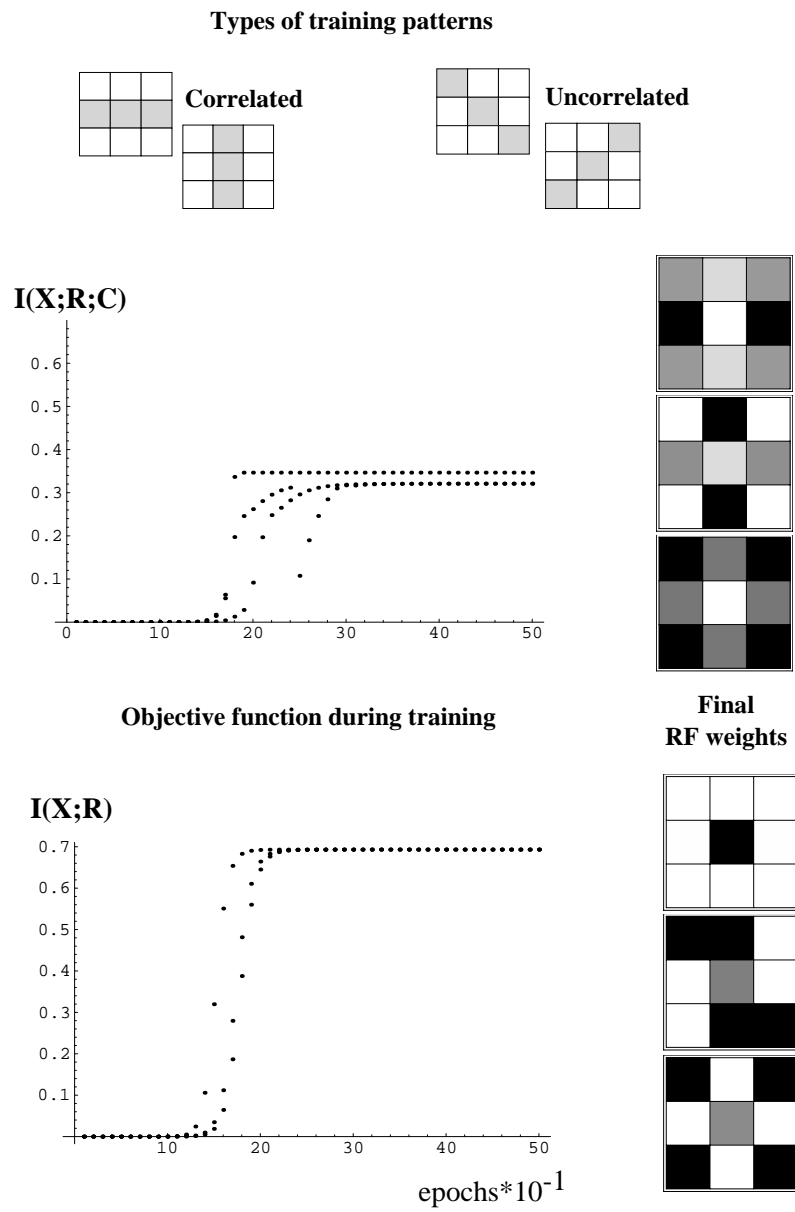 Types of training patterns
Correlated
Uncorrelated
I(X;R;C)
0.6
0.5
0.4
0.3
0.2
0.1
0 10 20 30 40 50
Objective function during training
Final
RF weights
I(X;R)
0.7
0.6
0.5
0.4
0.3
0.2
0.1
10 20 30 40 50
epochs*10-1